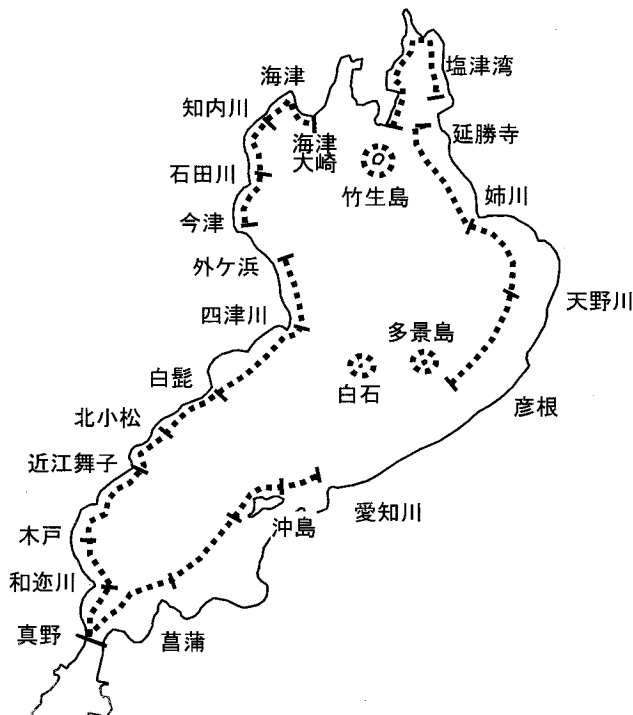 海津
塩津湾
知内川
海津
大崎
延勝寺
石田川
竹生島
姉川
今津
外ケ浜
天野川
四津川
多景島
白髭
白石
彦根
北小松
近江舞子
愛知川
沖島
木戸
和迩川
真野
菖蒲